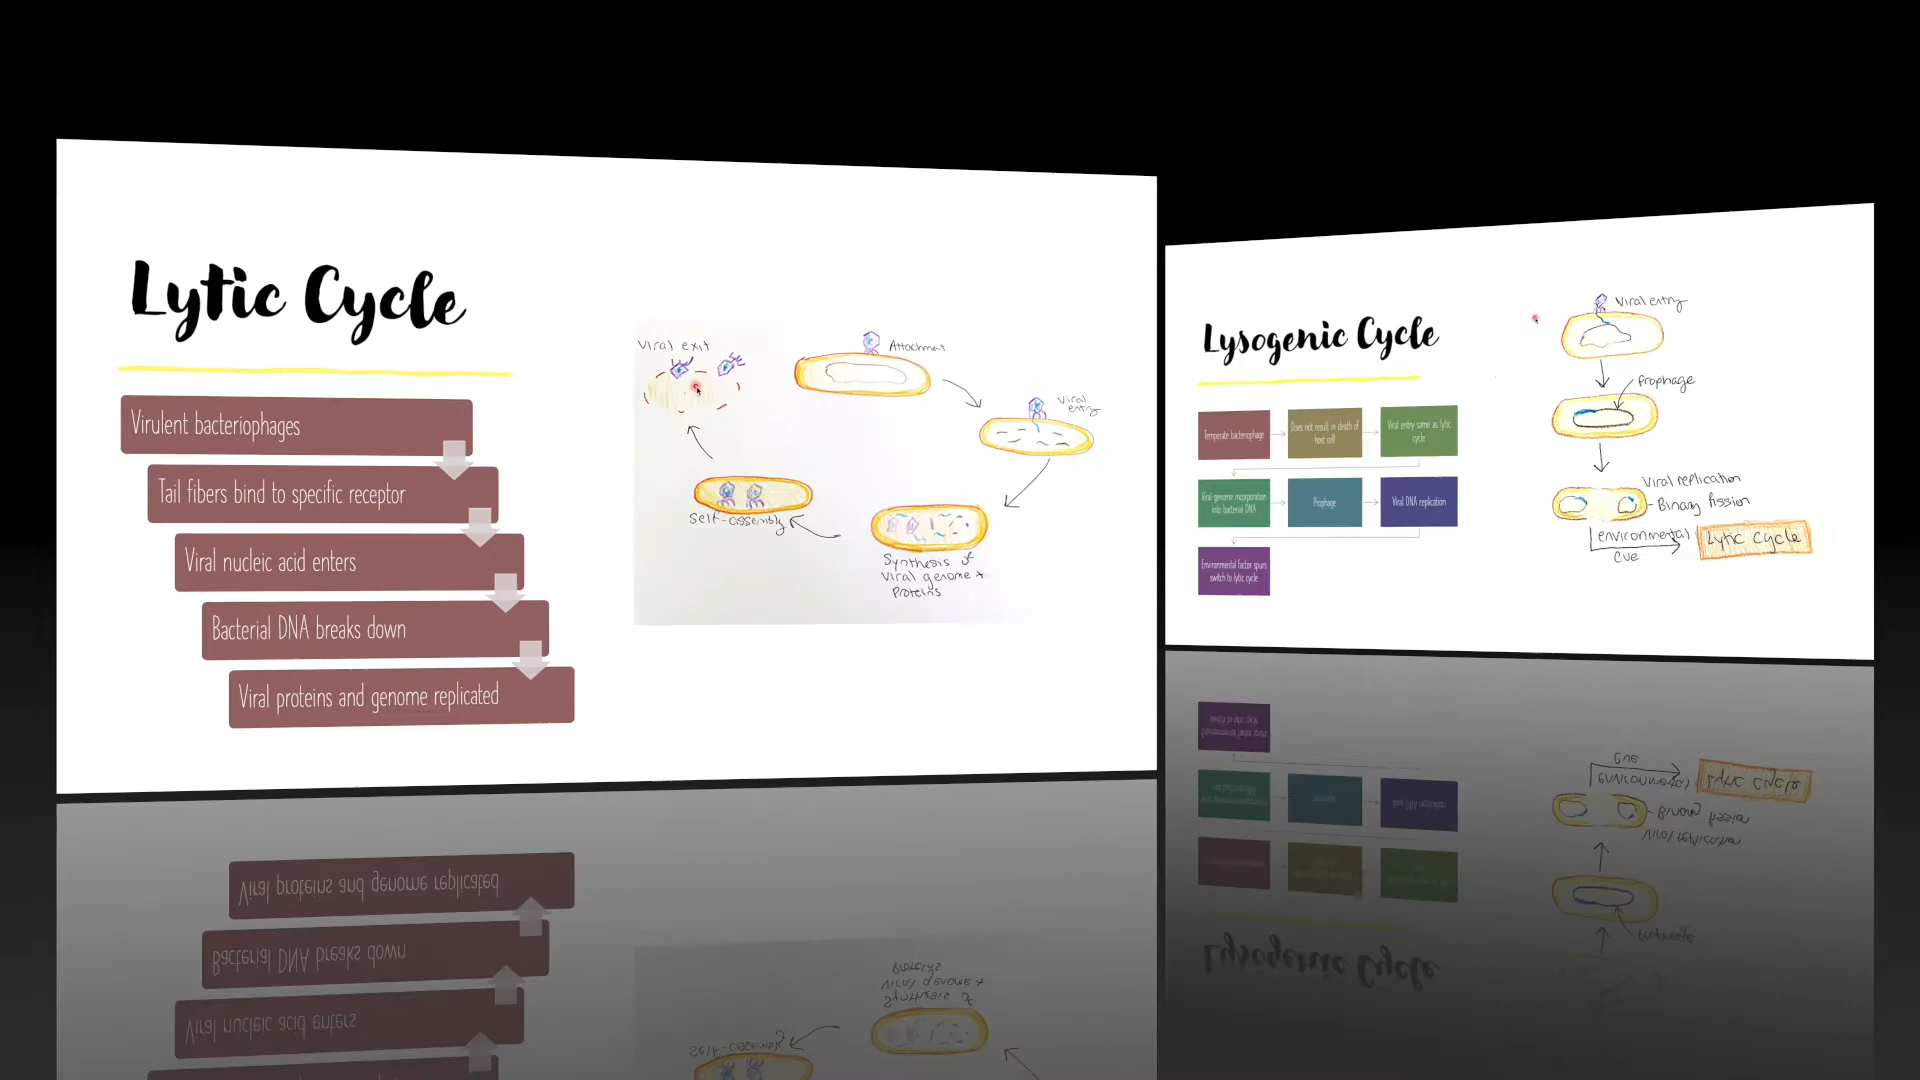 Lytic Cycle
Virulent bacteriophages
Tail fibers bind to specific receptor
Viral nucleic acid enters
Bacterial DNA breaks down
Viral proteins and genome replicated
Viral exit
Attachment
Viral
entry
Self-assembly
Synthesis of
Viral genome +
Proteins
Lysogenic Cycle
Temperate bacteriophage
Does not result in death of
host cell
Viral entry same as lytic
cycle
Viral genome incorporation
into bacterial DNA
Prophage
Viral DNA replication
Environmental factor spurs
switch to lytic cycle
Viral entry
Prophage
Viral replication
- Binary fission
environmental
cue
Lytic Cycle